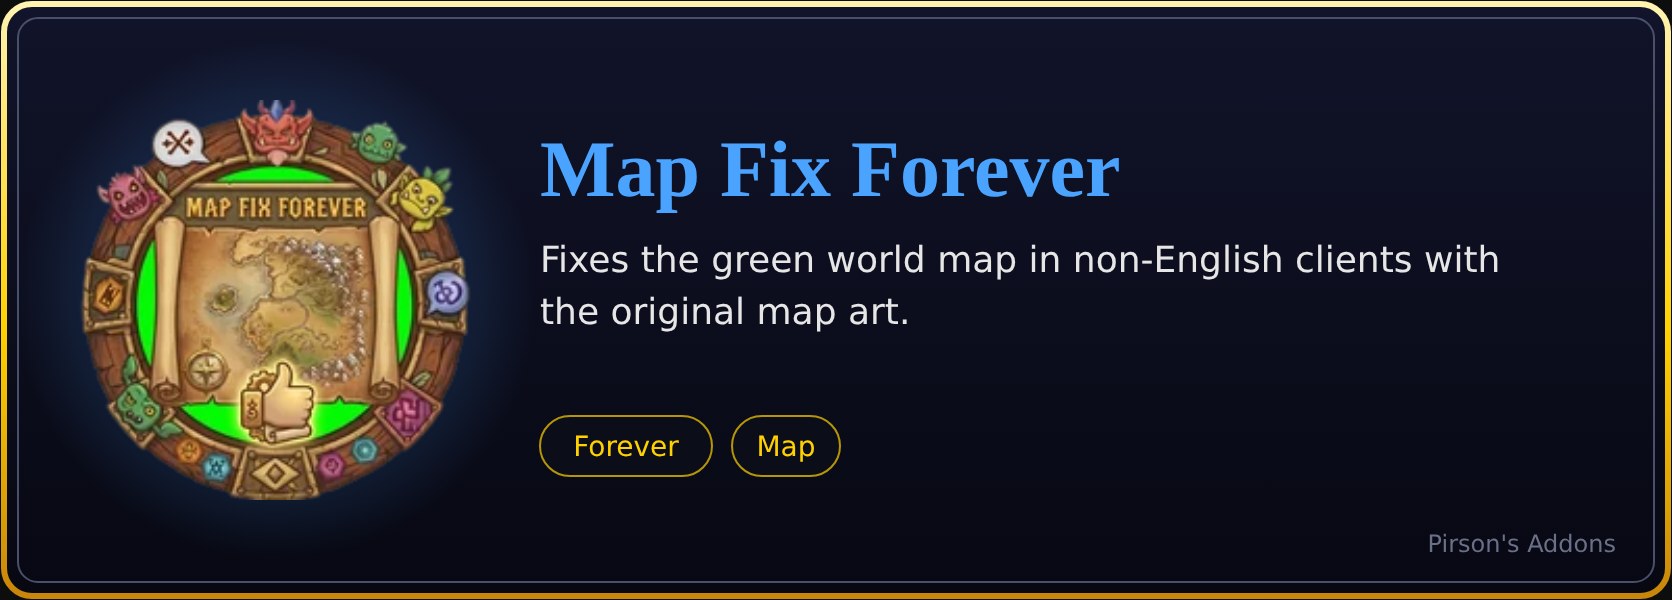 MAP FIX FOREVER
Map Fix Forever
Fixes the green world map in non-English clients with
the original map art.
Forever
Map
Pirson's Addons